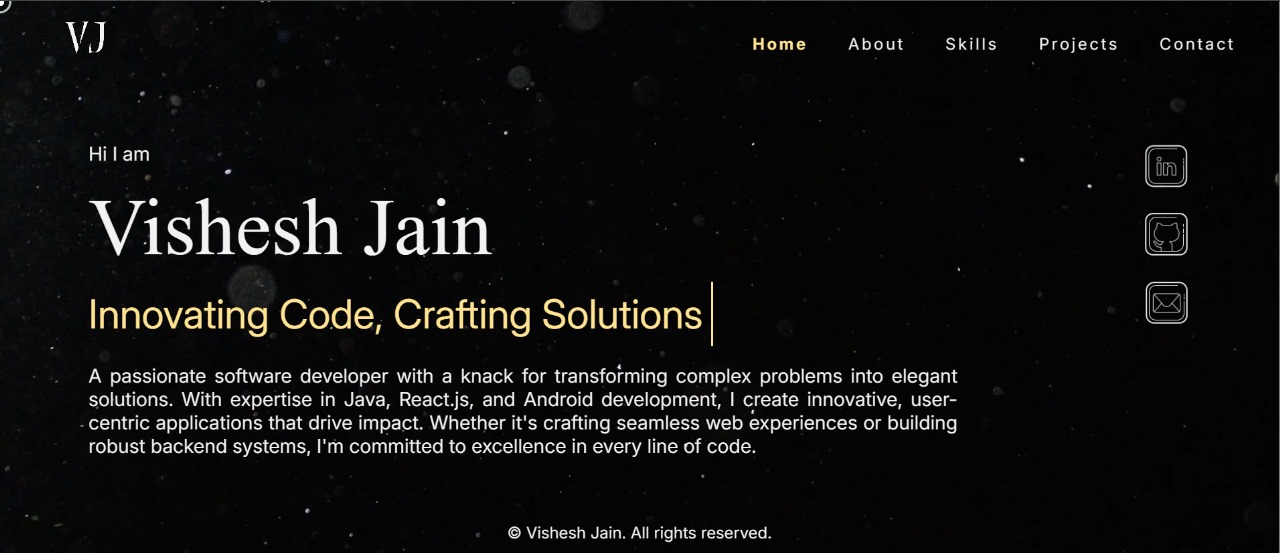 VJ
Home About Skills Projects Contact
Hi I am
Vishesh Jain
in
Innovating Code, Crafting Solutions
A passionate software developer with a knack for transforming complex problems into elegant
solutions. With expertise in Java, React.js, and Android development, I create innovative, user-
centric applications that drive impact. Whether it's crafting seamless web experiences or building
robust backend systems, I'm committed to excellence in every line of code.
© Vishesh Jain. All rights reserved.